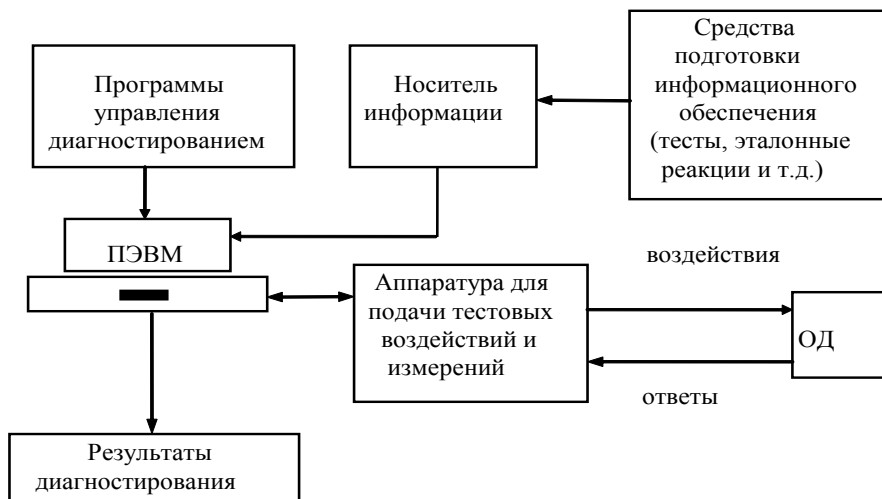 Программы
управления
диагностированием
Носитель
информации
Средства
подготовки
информационного
обеспечения
(тесты, эталонные
реакции и т.д.)
ПЭВМ
воздействия
Аппаратура для
подачи тестовых
воздействий и
измерений
ОД
ответы
Результаты
диагностирования